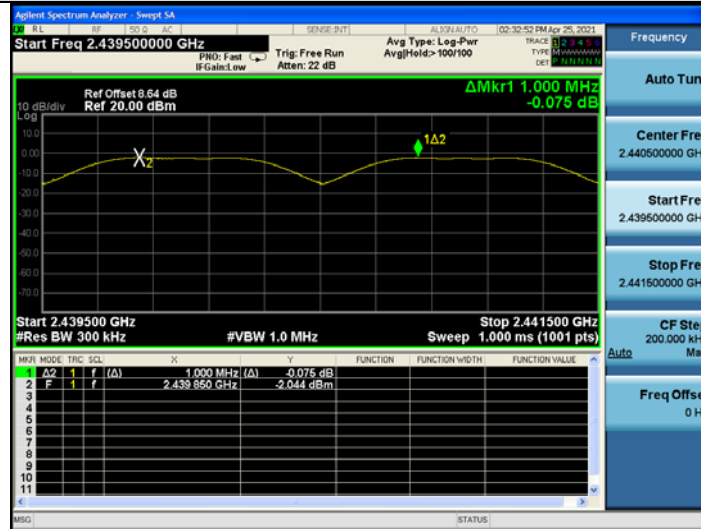 Agilent Spectrum Analyzer - Swept SA
RL RF 50 Ω AC SENSE:INT ALIGN AUTO 02:32:52 PM Apr 25, 2021
Start Freq 2.439500000 GHz
PNO: Fast
IFGain:Low
Trig: Free Run
Atten: 22 dB
Avg Type: Log-Pwr
Avg|Hold:>100/100
TRACE 1 2 3 4 5 6
TYPE
DET P N N N N N
ΔMkr1 1.000 MHz
-0.075 dB
Ref Offset 8.64 dB
Ref 20.00 dBm
10 dB/div
Log
10.0
0.00
-10.0
-20.0
-30.0
-40.0
-50.0
-60.0
-70.0
X2
1Δ2
Start 2.439500 GHz
Stop 2.441500 GHz
#Res BW 300 kHz
#VBW 1.0 MHz
Sweep 1.000 ms (1001 pts)
MKR MODE TRC SCL X Y FUNCTION FUNCTION WIDTH FUNCTION VALUE
1 Δ2 1 f (Δ) 1.000 MHz (Δ) -0.075 dB
2 F 1 f 2.439 850 GHz -2.044 dBm
3
4
5
6
7
8
9
10
11
MSG
STATUS
Frequency
Auto Tun
Center Fre
2.440500000 GH
Start Fre
2.439500000 GH
Stop Fre
2.441500000 GH
CF Ste
200.000 kH
Auto Ma
Freq Offse
0 H